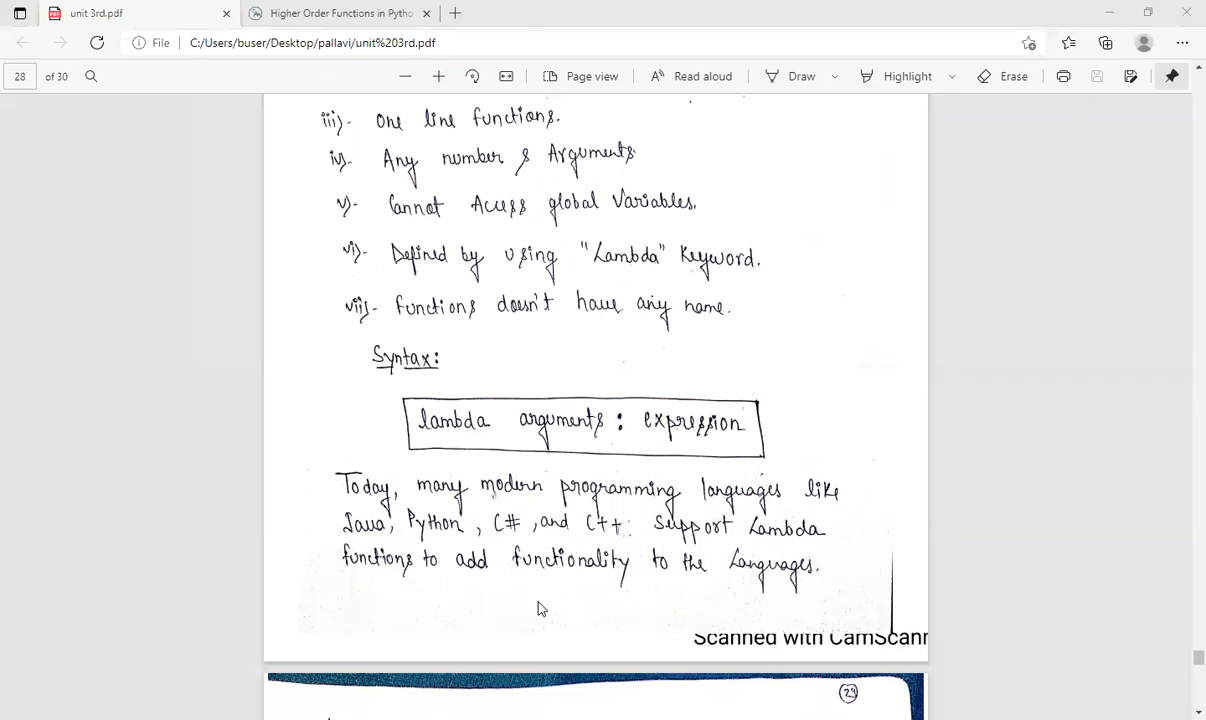 unit 3rd.pdf
Higher Order Functions in Pytho
File C:/Users/buser/Desktop/pallavi/unit%203rd.pdf
28 of 30 Page view Read aloud Draw Highlight Erase
iii)- One line functions.
iv)- Any number of Arguments
v)- Cannot Access global Variables.
vi)- Defined by using "Lambda" Keyword.
vii)- functions doesn't have any name.
Syntax:
lambda arguments : expression
Today, many modern programming languages like
Java, Python, C#, and C++. Support Lambda
functions to add functionality to the Languages.
Scanned with CamScann
29